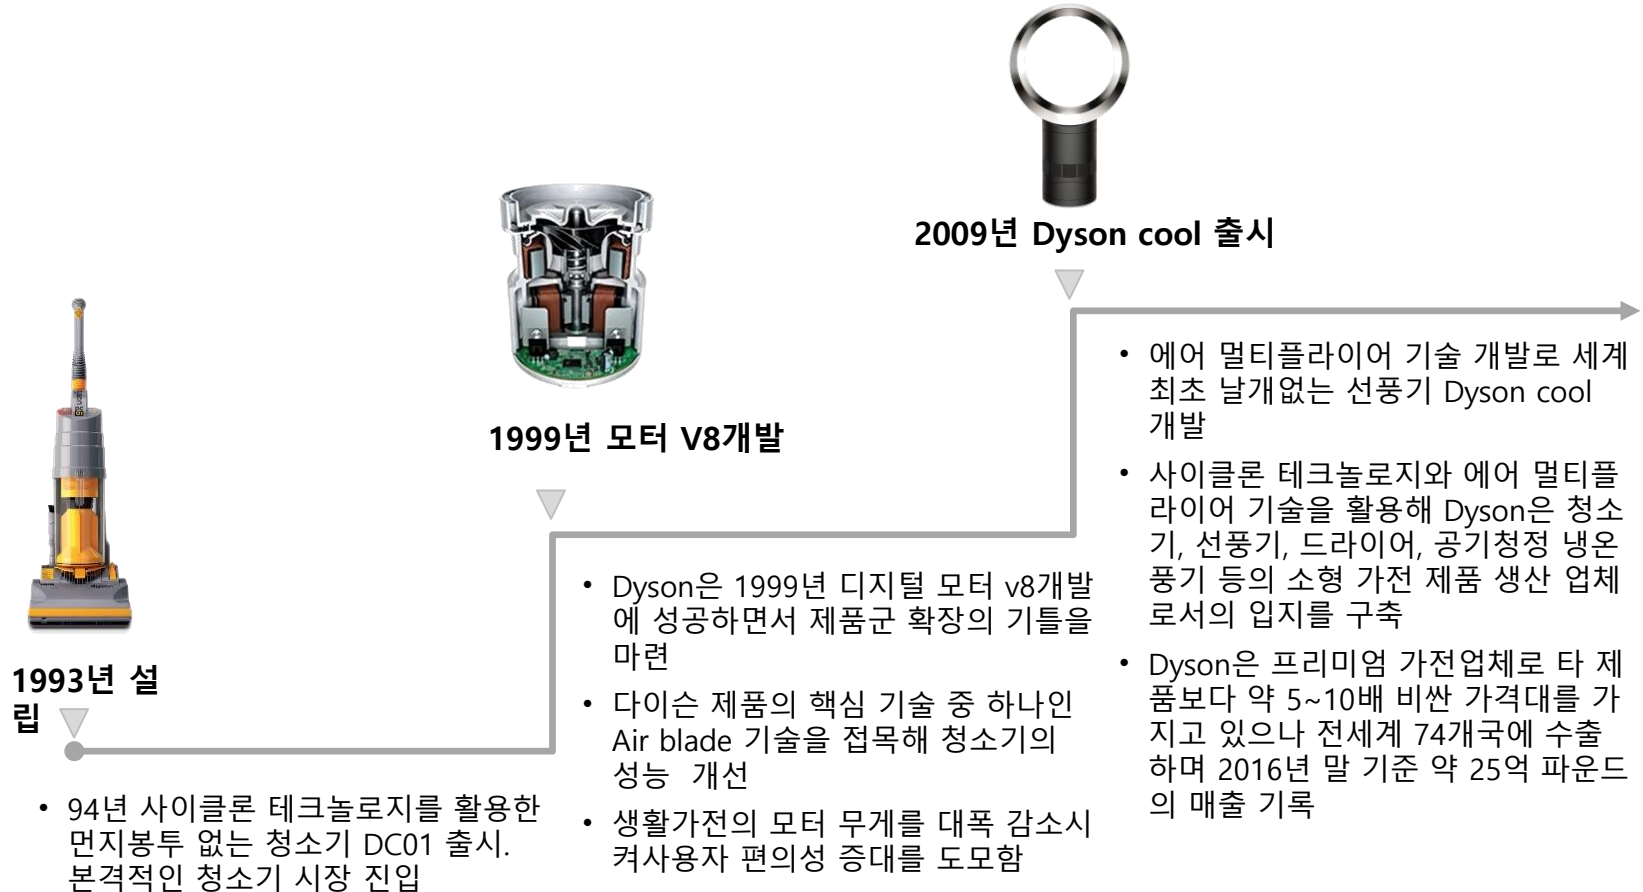 1993년 설
립
• 94년 사이클론 테크놀로지를 활용한
먼지봉투 없는 청소기 DC01 출시.
본격적인 청소기 시장 진입
1999년 모터 V8개발
• Dyson은 1999년 디지털 모터 v8개발
에 성공하면서 제품군 확장의 기틀을
마련
• 다이슨 제품의 핵심 기술 중 하나인
Air blade 기술을 접목해 청소기의
성능 개선
• 생활가전의 모터 무게를 대폭 감소시
켜사용자 편의성 증대를 도모함
2009년 Dyson cool 출시
• 에어 멀티플라이어 기술 개발로 세계
최초 날개없는 선풍기 Dyson cool
개발
• 사이클론 테크놀로지와 에어 멀티플
라이어 기술을 활용해 Dyson은 청소
기, 선풍기, 드라이어, 공기청정 냉온
풍기 등의 소형 가전 제품 생산 업체
로서의 입지를 구축
• Dyson은 프리미엄 가전업체로 타 제
품보다 약 5~10배 비싼 가격대를 가
지고 있으나 전세계 74개국에 수출
하며 2016년 말 기준 약 25억 파운드
의 매출 기록